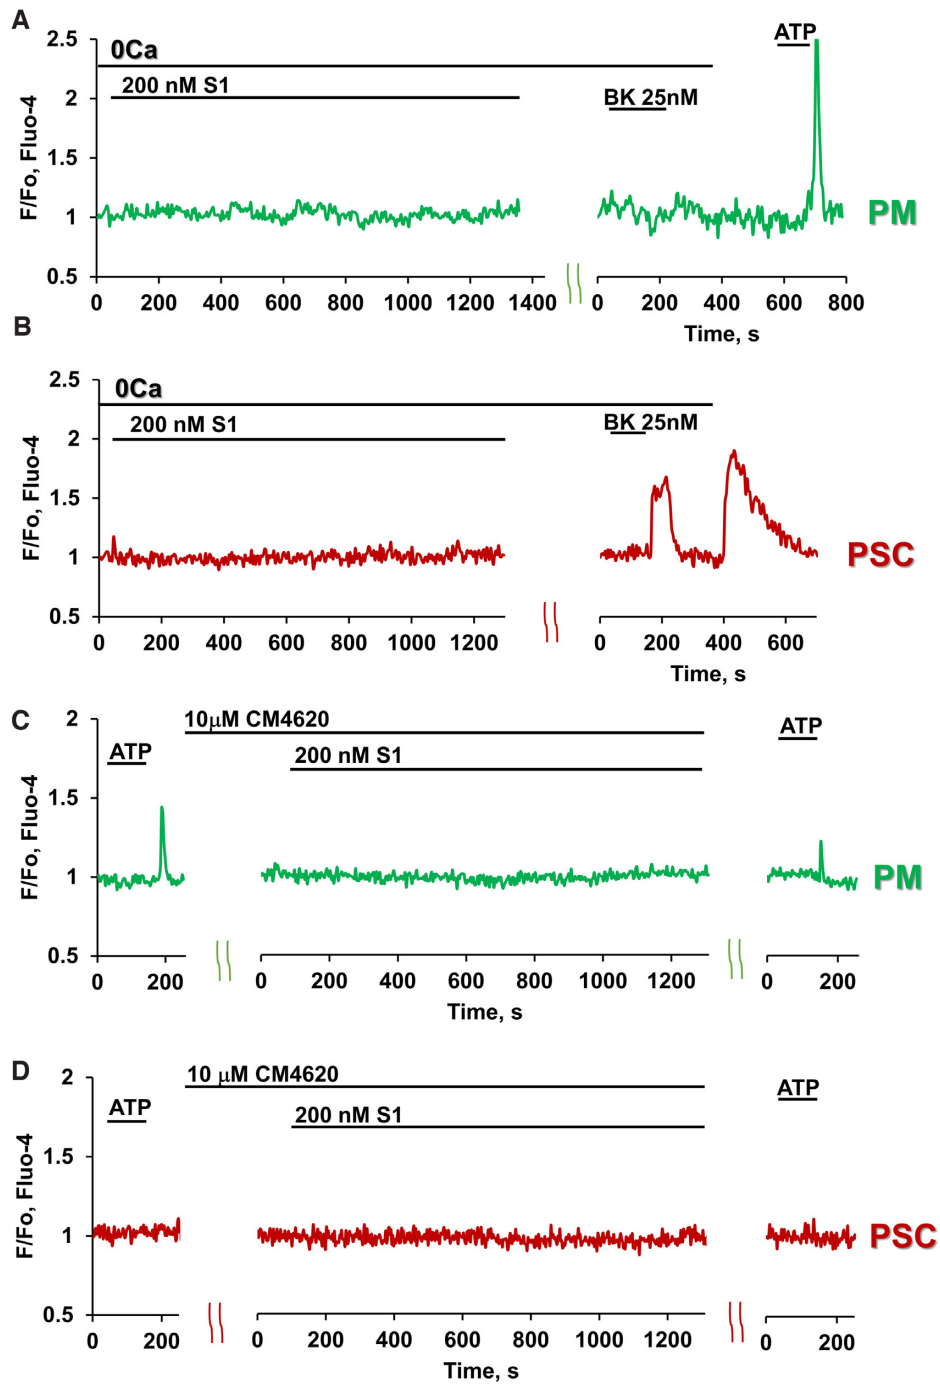 A
2.5
2
1.5
1
0.5
F/Fo, Fluo-4
0Ca
200 nM S1
BK 25nM
ATP
PM
0 200 400 600 800 1000 1200 1400
0 200 400 600 800
Time, s
B
2.5
2
1.5
1
0.5
F/Fo, Fluo-4
0Ca
200 nM S1
BK 25nM
PSC
0 200 400 600 800 1000 1200
0 200 400 600
Time, s
C
2
1.5
1
0.5
F/Fo, Fluo-4
10μM CM4620
ATP
200 nM S1
ATP
PM
0 200
0 200 400 600 800 1000 1200
0 200
Time, s
D
2
1.5
1
0.5
F/Fo, Fluo-4
10 μM CM4620
ATP
200 nM S1
ATP
PSC
0 200
0 200 400 600 800 1000 1200
0 200
Time, s